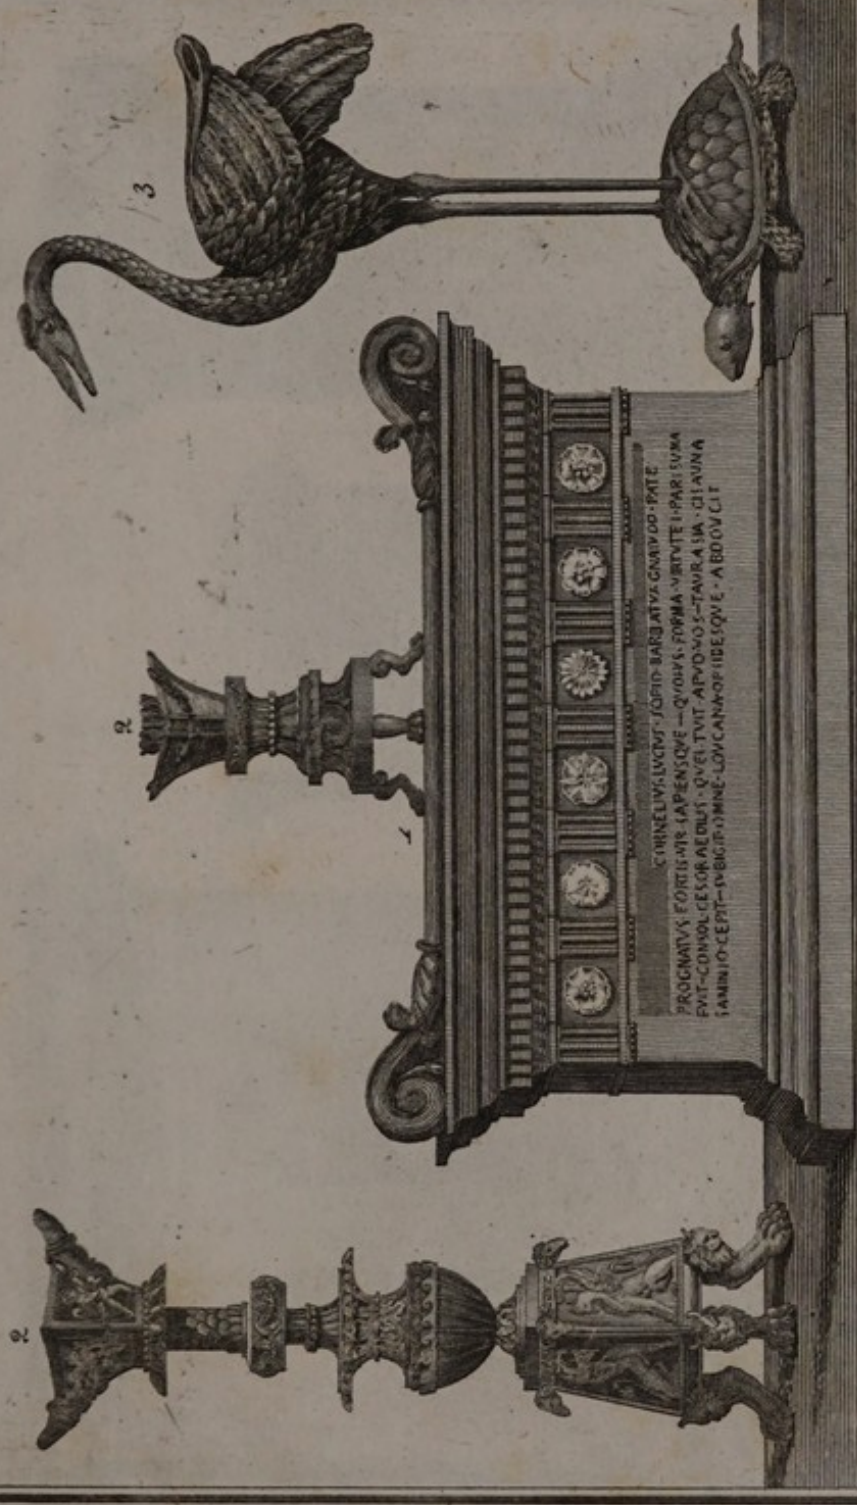 2
2
1
3
CORNELIVS·LVCIVS·SCIPIO·BARBATVS·GNAIVOD·PATE
PROGNATVS·FORTIS·VIR·SAPIENSQVE—QVOIVS·FORMA·VIRTVTEI·PARISVMA
FVIT—CONSOL CESOR AEDILIS·QVEI·FVIT·APVD·VOS—TAVRASIA·CISAVNA
SAMNIO·CEPIT—SVBIGIT·OMNE·LOVCANA·OPSIDESQVE·ABDOVCIT